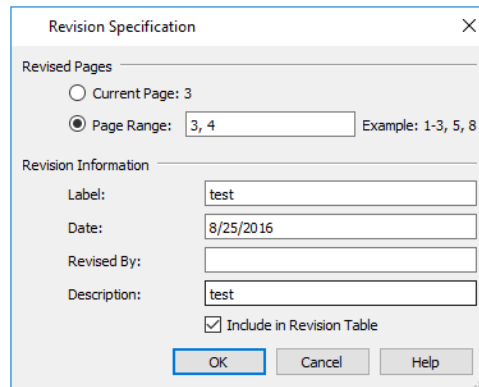 Revision Specification
Revised Pages
Current Page: 3
Page Range: 3, 4 Example: 1-3, 5, 8
Revision Information
Label: test
Date: 8/25/2016
Revised By:
Description: test
Include in Revision Table
OK Cancel Help